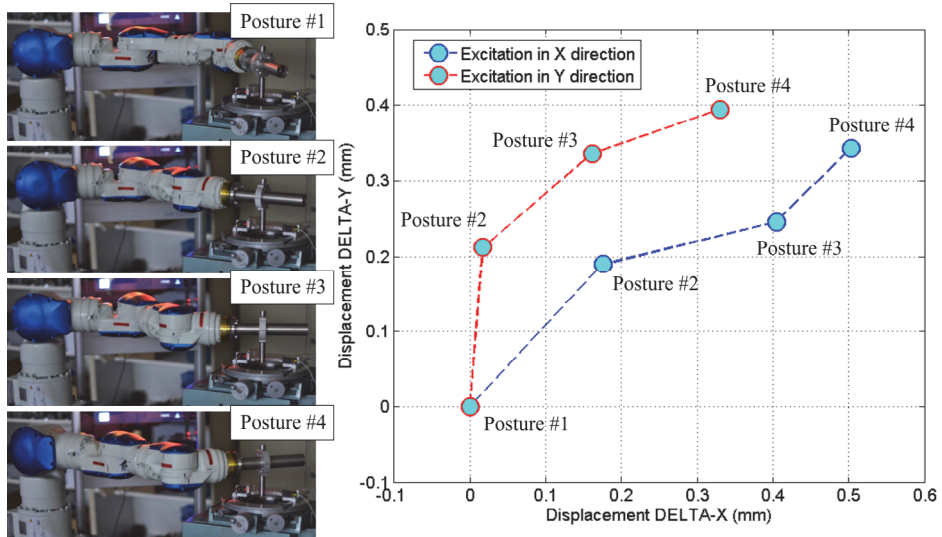 Posture #1
Posture #2
Posture #3
Posture #4
Excitation in X direction
Excitation in Y direction
Posture #4
Posture #3
Posture #4
Posture #2
Posture #3
Posture #2
Posture #1
0.5
0.4
0.3
0.2
0.1
0
-0.1
Displacement DELTA-Y (mm)
-0.1
0
0.1
0.2
0.3
0.4
0.5
0.6
Displacement DELTA-X (mm)